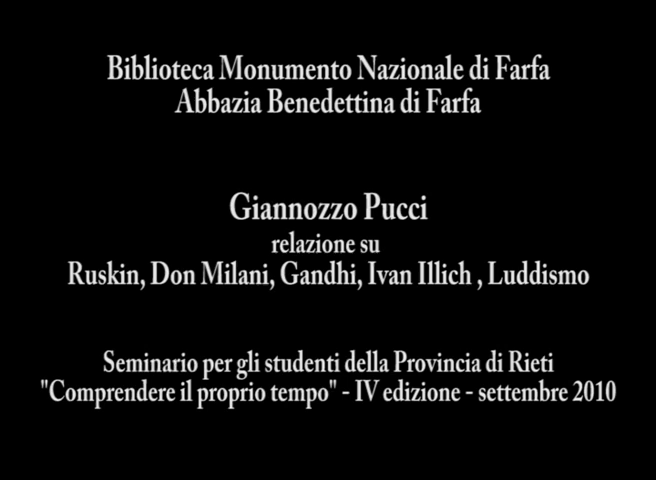 Biblioteca Monumento Nazionale di Farfa
Abbazia Benedettina di Farfa
Giannozzo Pucci
relazione su
Ruskin, Don Milani, Gandhi, Ivan Illich , Luddismo
Seminario per gli studenti della Provincia di Rieti
"Comprendere il proprio tempo" - IV edizione - settembre 2010